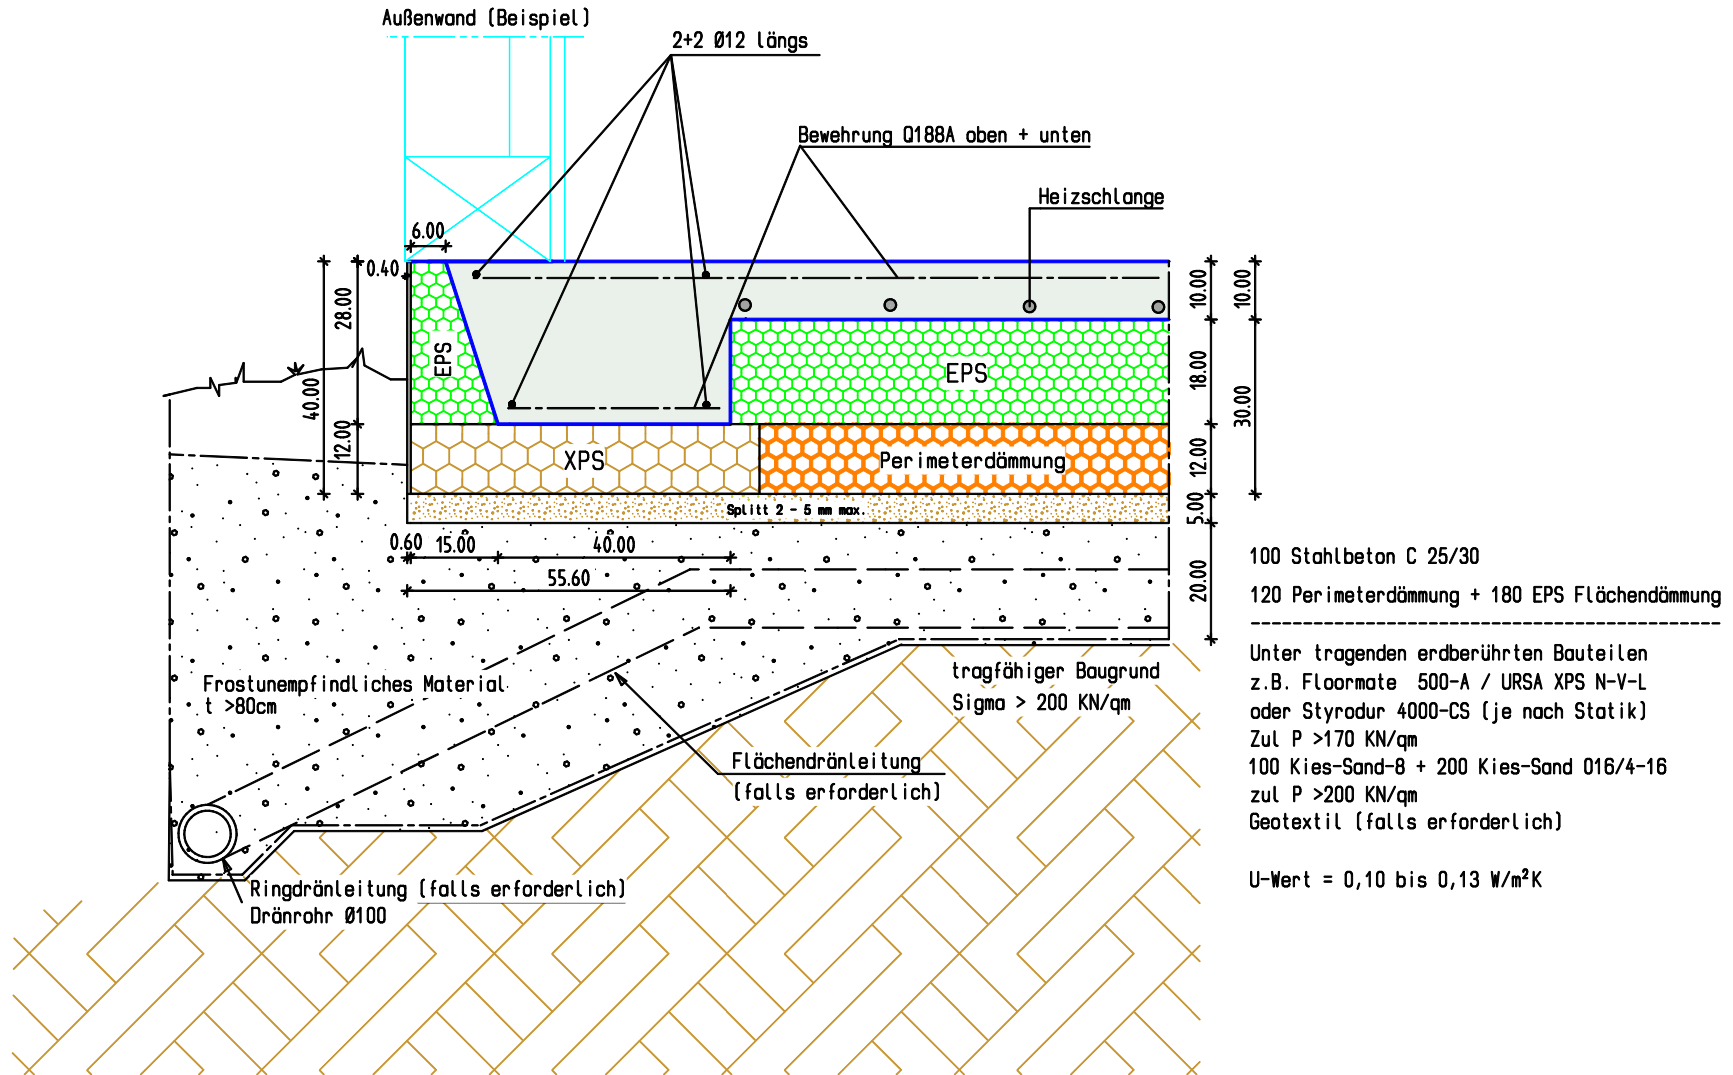 Außenwand (Beispiel)
2+2 Ø12 längs
Bewehrung Q188A oben + unten
Heizschlange
6.00
0.40
28.00
40.00
12.00
EPS
EPS
XPS
Perimeterdämmung
Splitt 2 - 5 mm max.
10.00
10.00
18.00
30.00
12.00
5.00
20.00
0.60
15.00
40.00
55.60
Frostunempfindliches Material
t >80cm
tragfähiger Baugrund
Sigma > 200 KN/qm
Flächendränleitung
(falls erforderlich)
Ringdränleitung (falls erforderlich)
Dränrohr Ø100
100 Stahlbeton C 25/30
120 Perimeterdämmung + 180 EPS Flächendämmung
---------------------------------------------
Unter tragenden erdberührten Bauteilen
z.B. Floormate 500-A / URSA XPS N-V-L
oder Styrodur 4000-CS (je nach Statik)
Zul P >170 KN/qm
100 Kies-Sand-8 + 200 Kies-Sand 016/4-16
zul P >200 KN/qm
Geotextil (falls erforderlich)
U-Wert = 0,10 bis 0,13 W/m²K